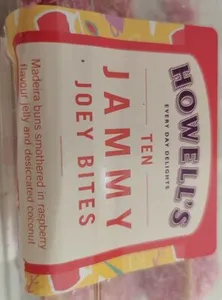 HOWELL'S
EVERY DAY DELIGHTS
TEN
JAMMY
JOEY BITES
Madeira buns smothered in raspberry
flavour jelly and desiccated coconut